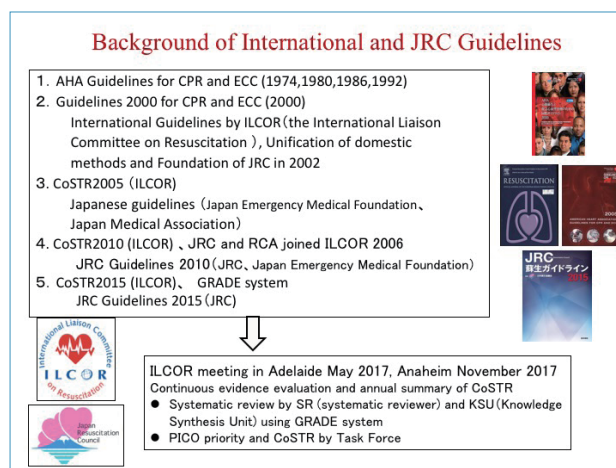 Background of International and JRC Guidelines
1. AHA Guidelines for CPR and ECC (1974,1980,1986,1992)
2. Guidelines 2000 for CPR and ECC (2000)
International Guidelines by ILCOR(the International Liaison
Committee on Resuscitation ), Unification of domestic
methods and Foundation of JRC in 2002
3. CoSTR2005 (ILCOR)
Japanese guidelines (Japan Emergency Medical Foundation、
Japan Medical Association)
4. CoSTR2010 (ILCOR) 、JRC and RCA joined ILCOR 2006
JRC Guidelines 2010(JRC、Japan Emergency Medical Foundation)
5. CoSTR2015 (ILCOR)、 GRADE system
JRC Guidelines 2015(JRC)
RESUSCITATION
JRC
蘇生ガイドライン
2015
International Liaison Committee
ILCOR
on Resuscitation
Japan
Resuscitation
Council
ILCOR meeting in Adelaide May 2017, Anaheim November 2017
Continuous evidence evaluation and annual summary of CoSTR
● Systematic review by SR (systematic reviewer) and KSU(Knowledge
Synthesis Unit) using GRADE system
● PICO priority and CoSTR by Task Force